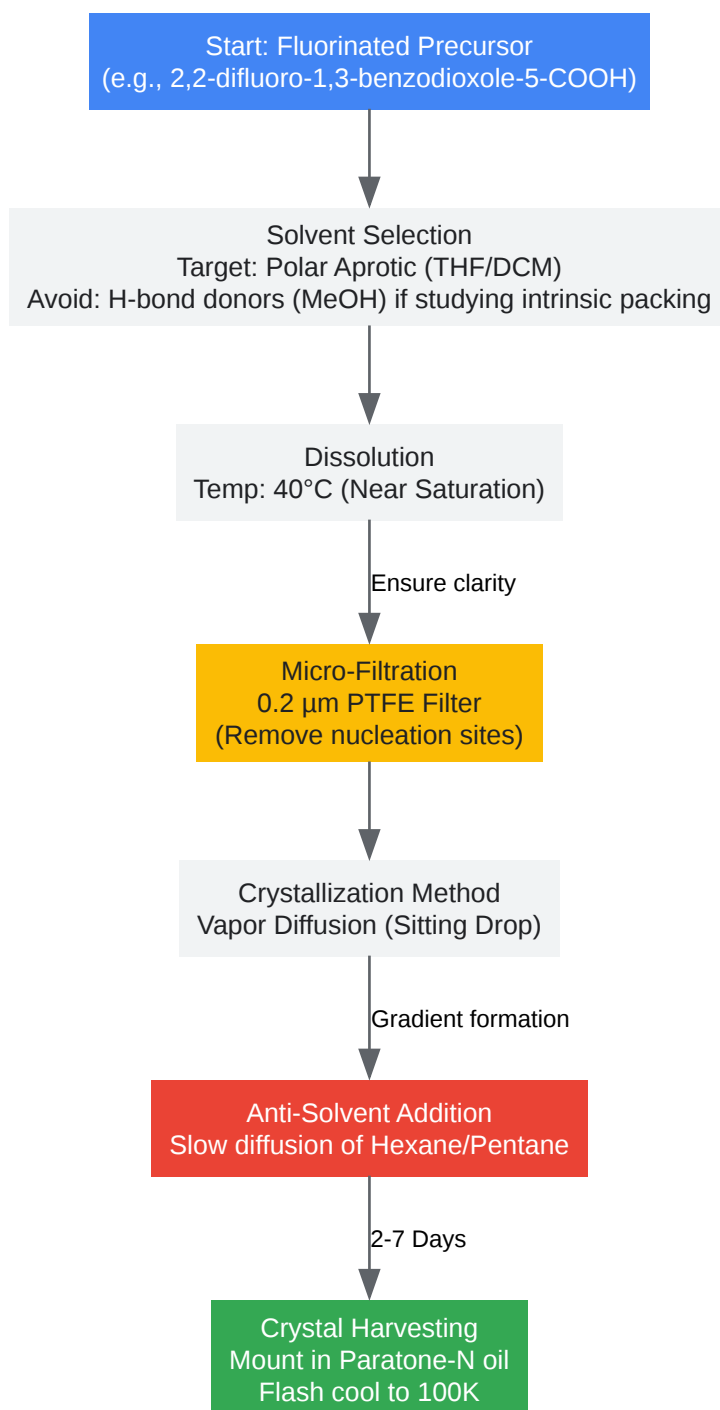 Start: Fluorinated Precursor
(e.g., 2,2-difluoro-1,3-benzodioxole-5-COOH)
Solvent Selection
Target: Polar Aprotic (THF/DCM)
Avoid: H-bond donors (MeOH) if studying intrinsic packing
Dissolution
Temp: 40°C (Near Saturation)
Ensure clarity
Micro-Filtration
0.2 µm PTFE Filter
(Remove nucleation sites)
Crystallization Method
Vapor Diffusion (Sitting Drop)
Gradient formation
Anti-Solvent Addition
Slow diffusion of Hexane/Pentane
2-7 Days
Crystal Harvesting
Mount in Paratone-N oil
Flash cool to 100K